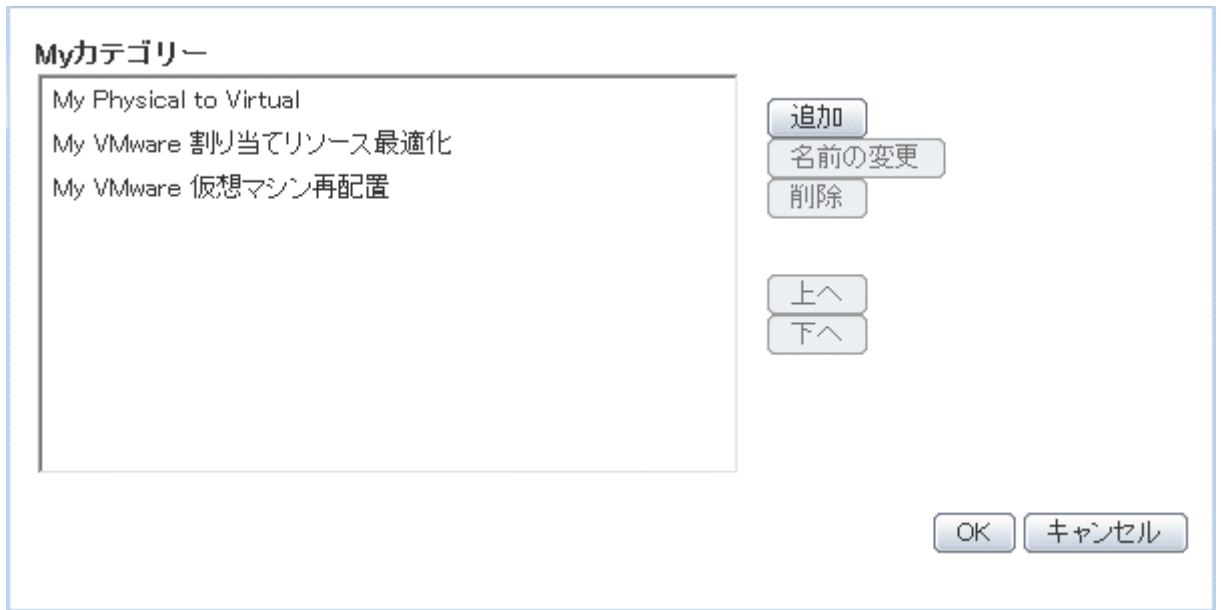 Myカテゴリー
My Physical to Virtual
My VMware 割り当てリソース最適化
My VMware 仮想マシン再配置
追加
名前の変更
削除
上へ
下へ
OK
キャンセル